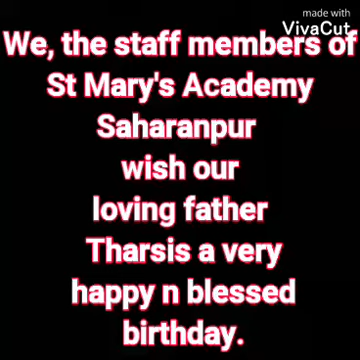 made with
VivaCut
We, the staff members of
St Mary's Academy
Saharanpur
wish our
loving father
Tharsis a very
happy n blessed
birthday.